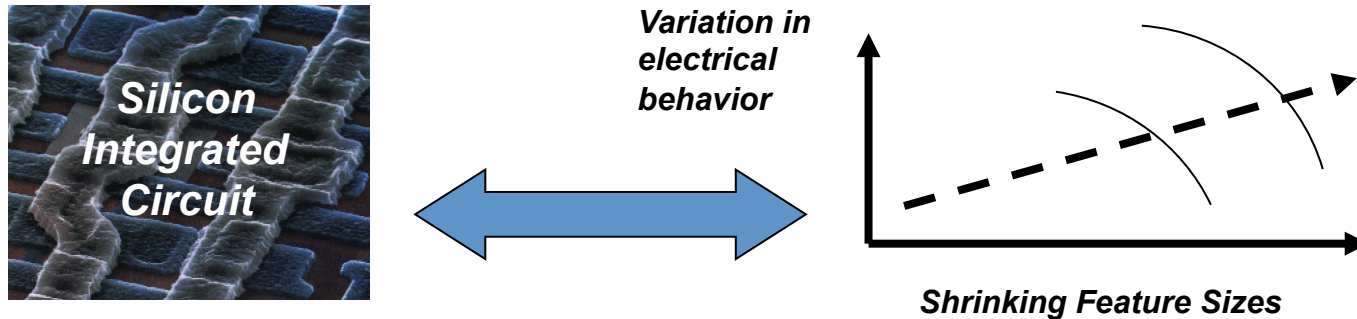 Silicon
Integrated
Circuit
Variation in
electrical
behavior
Shrinking Feature Sizes